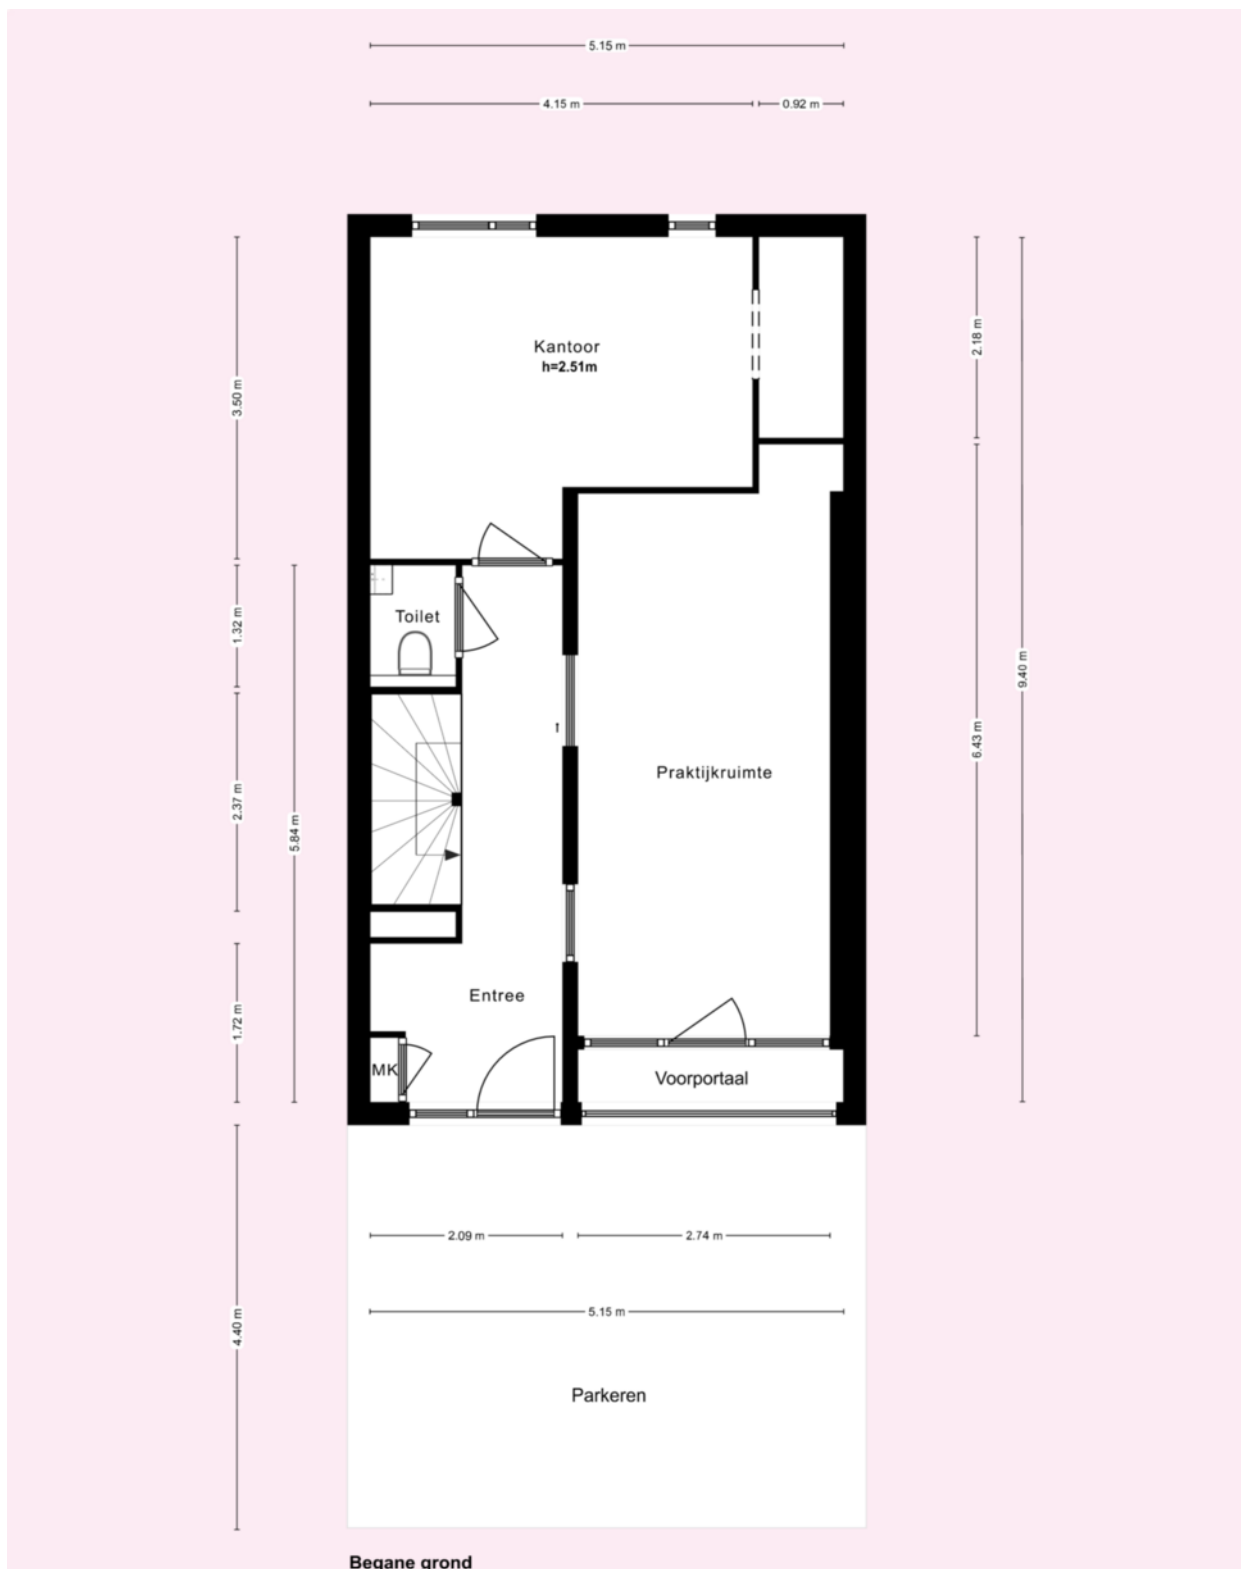 5.15 m
4.15 m
0.92 m
3.50 m
2.18 m
Kantoor
h=2.51m
1.32 m
Toilet
9.40 m
6.43 m
2.37 m
5.84 m
Praktijkruimte
1.72 m
Entree
MK
Voorportaal
2.09 m
2.74 m
5.15 m
4.40 m
Parkeren
Begane grond